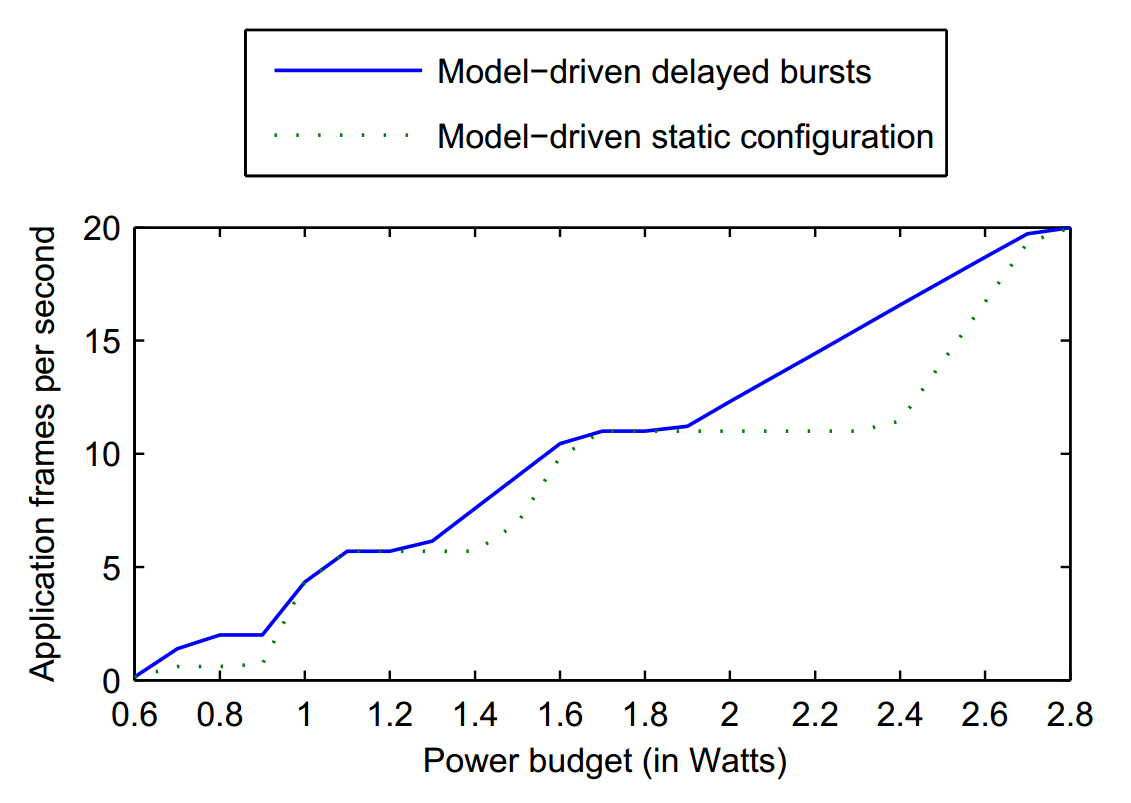 Model−driven delayed bursts
Model−driven static configuration
Application frames per second
20
15
10
5
0
0.6 0.8 1 1.2 1.4 1.6 1.8 2 2.2 2.4 2.6 2.8
Power budget (in Watts)